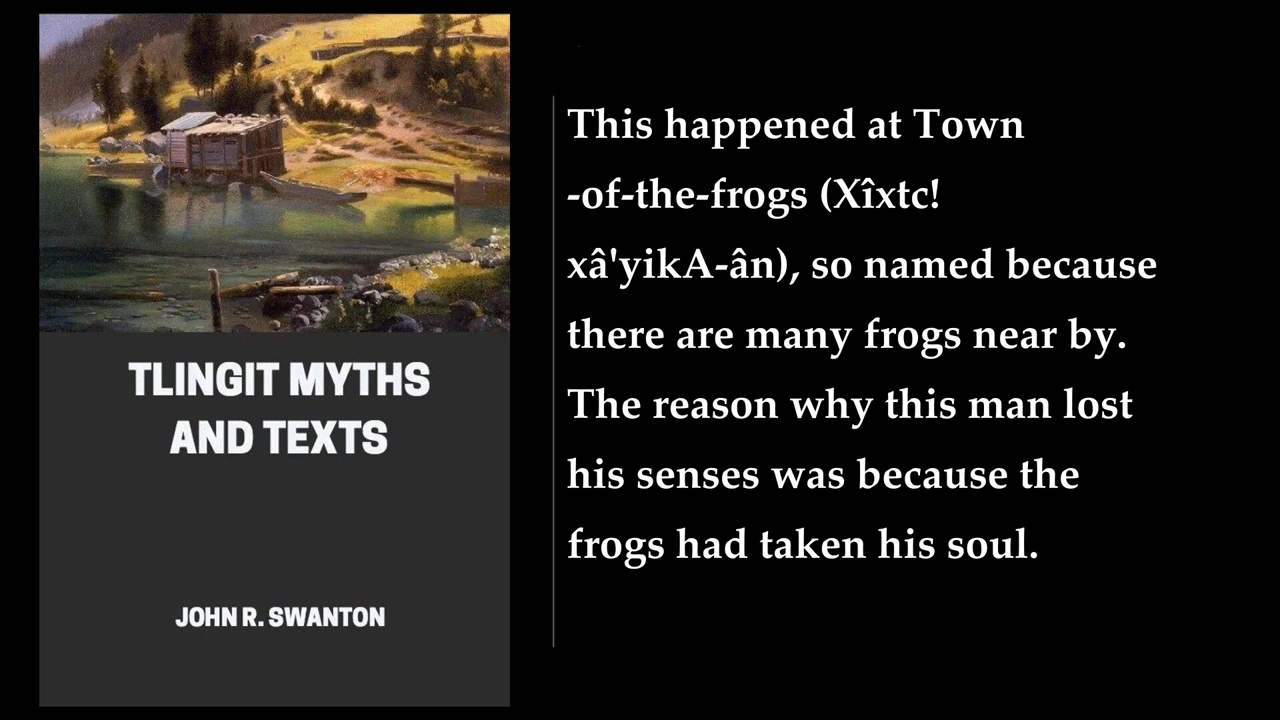 TLINGIT MYTHS
AND TEXTS
JOHN R. SWANTON
This happened at Town
-of-the-frogs (Xîxtc!
xâ'yikA-ân), so named because
there are many frogs near by.
The reason why this man lost
his senses was because the
frogs had taken his soul.